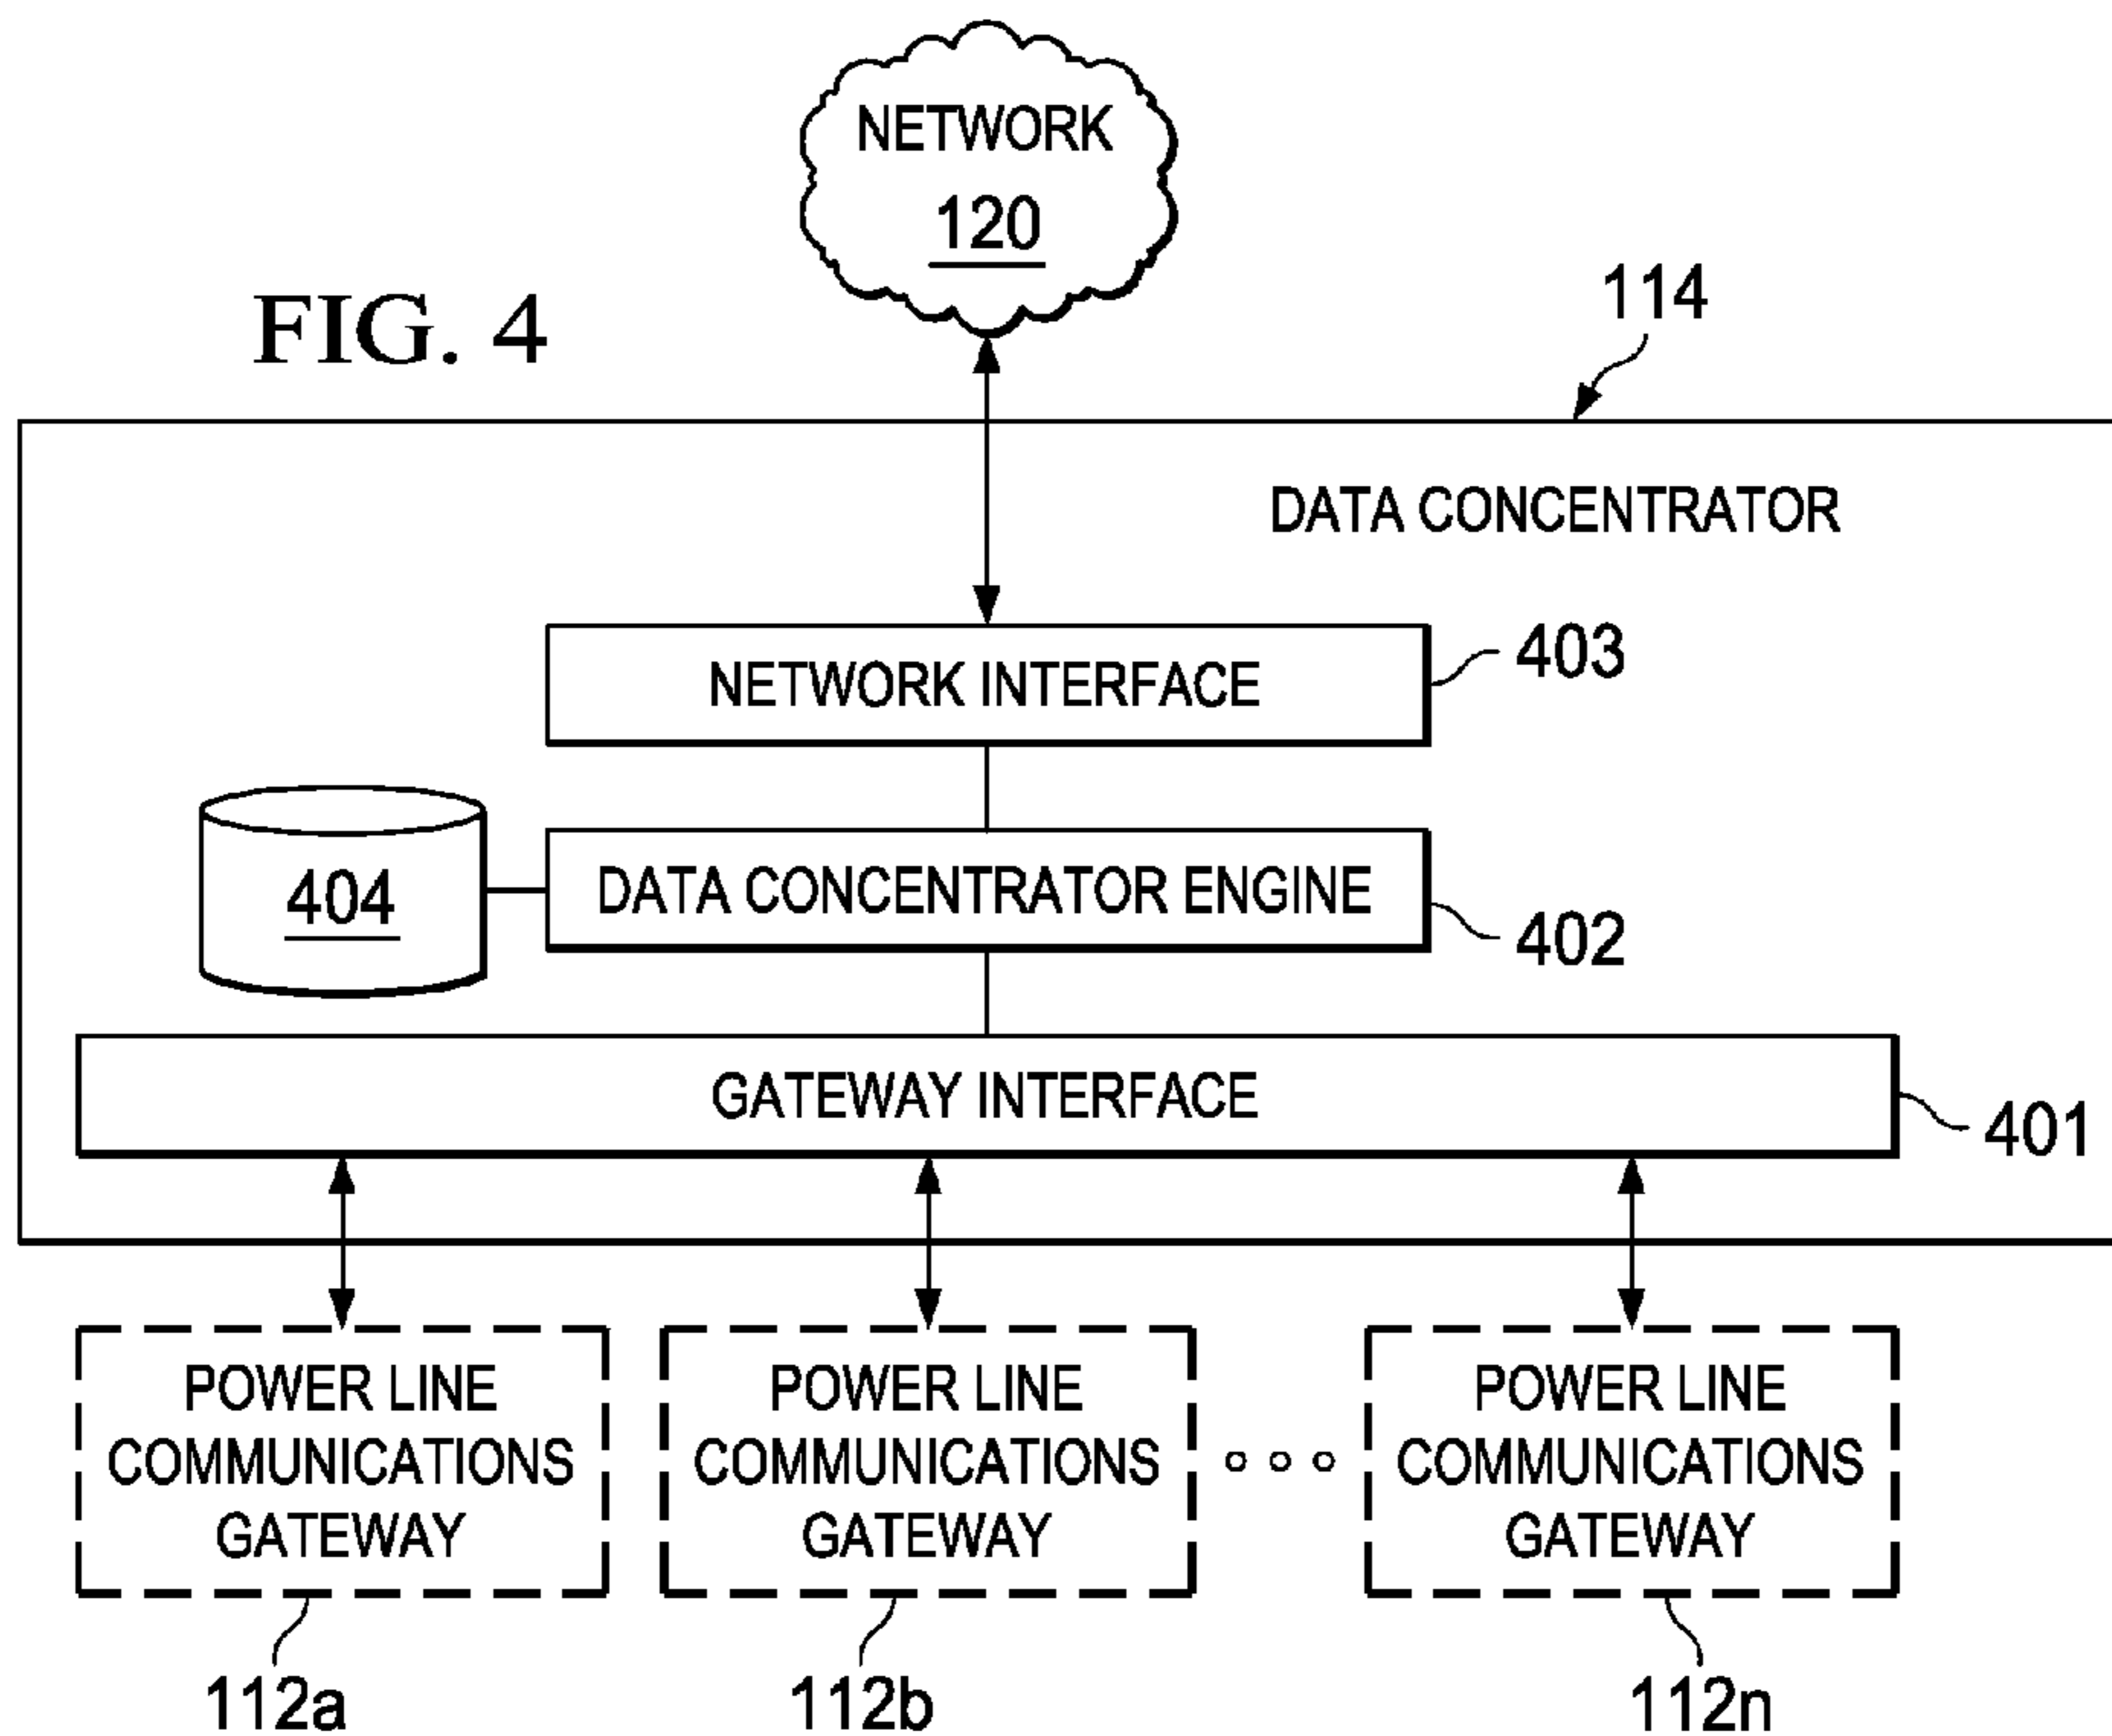 NETWORK
120
FIG. 4
114
DATA CONCENTRATOR
NETWORK INTERFACE
403
404
DATA CONCENTRATOR ENGINE
402
GATEWAY INTERFACE
401
POWER LINE
COMMUNICATIONS
GATEWAY
POWER LINE
COMMUNICATIONS
GATEWAY
POWER LINE
COMMUNICATIONS
GATEWAY
112a
112b
112n